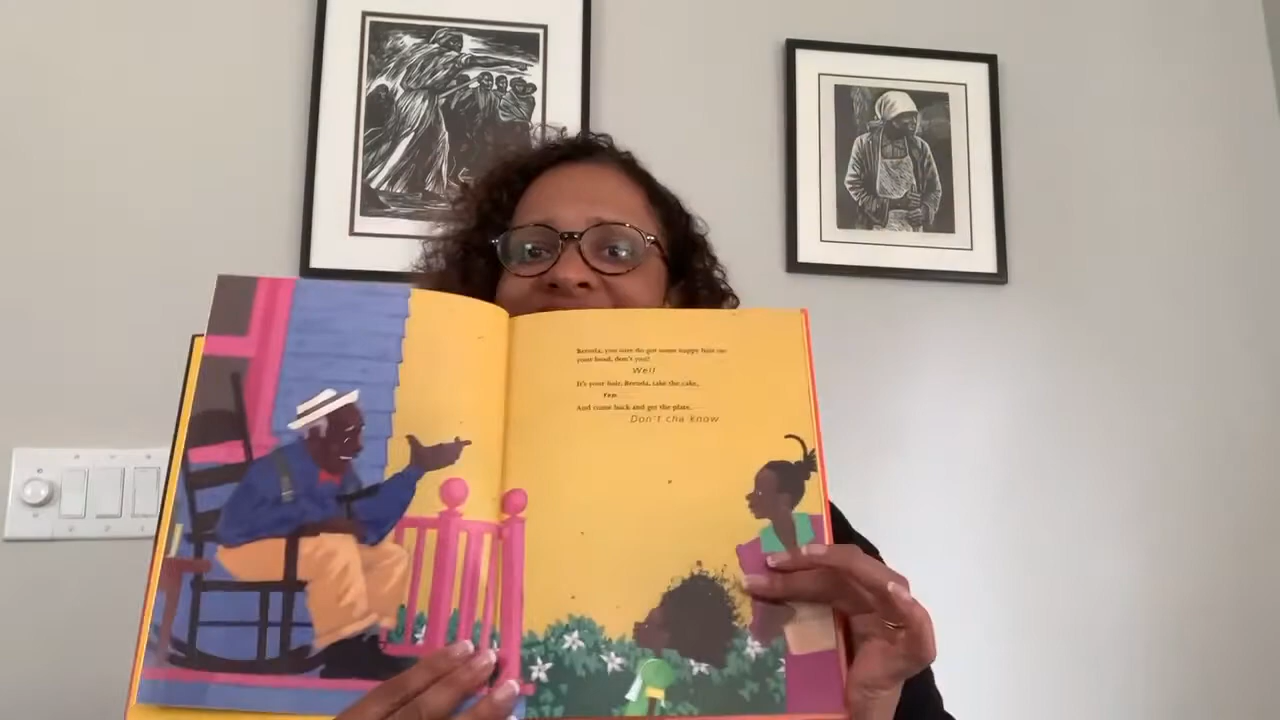 Brenda, you sure do got some nappy hair on
your head, don't you?
Well
It's your hair, Brenda, take the cake,
Yep.
And come back and get the plate.
Don't cha know